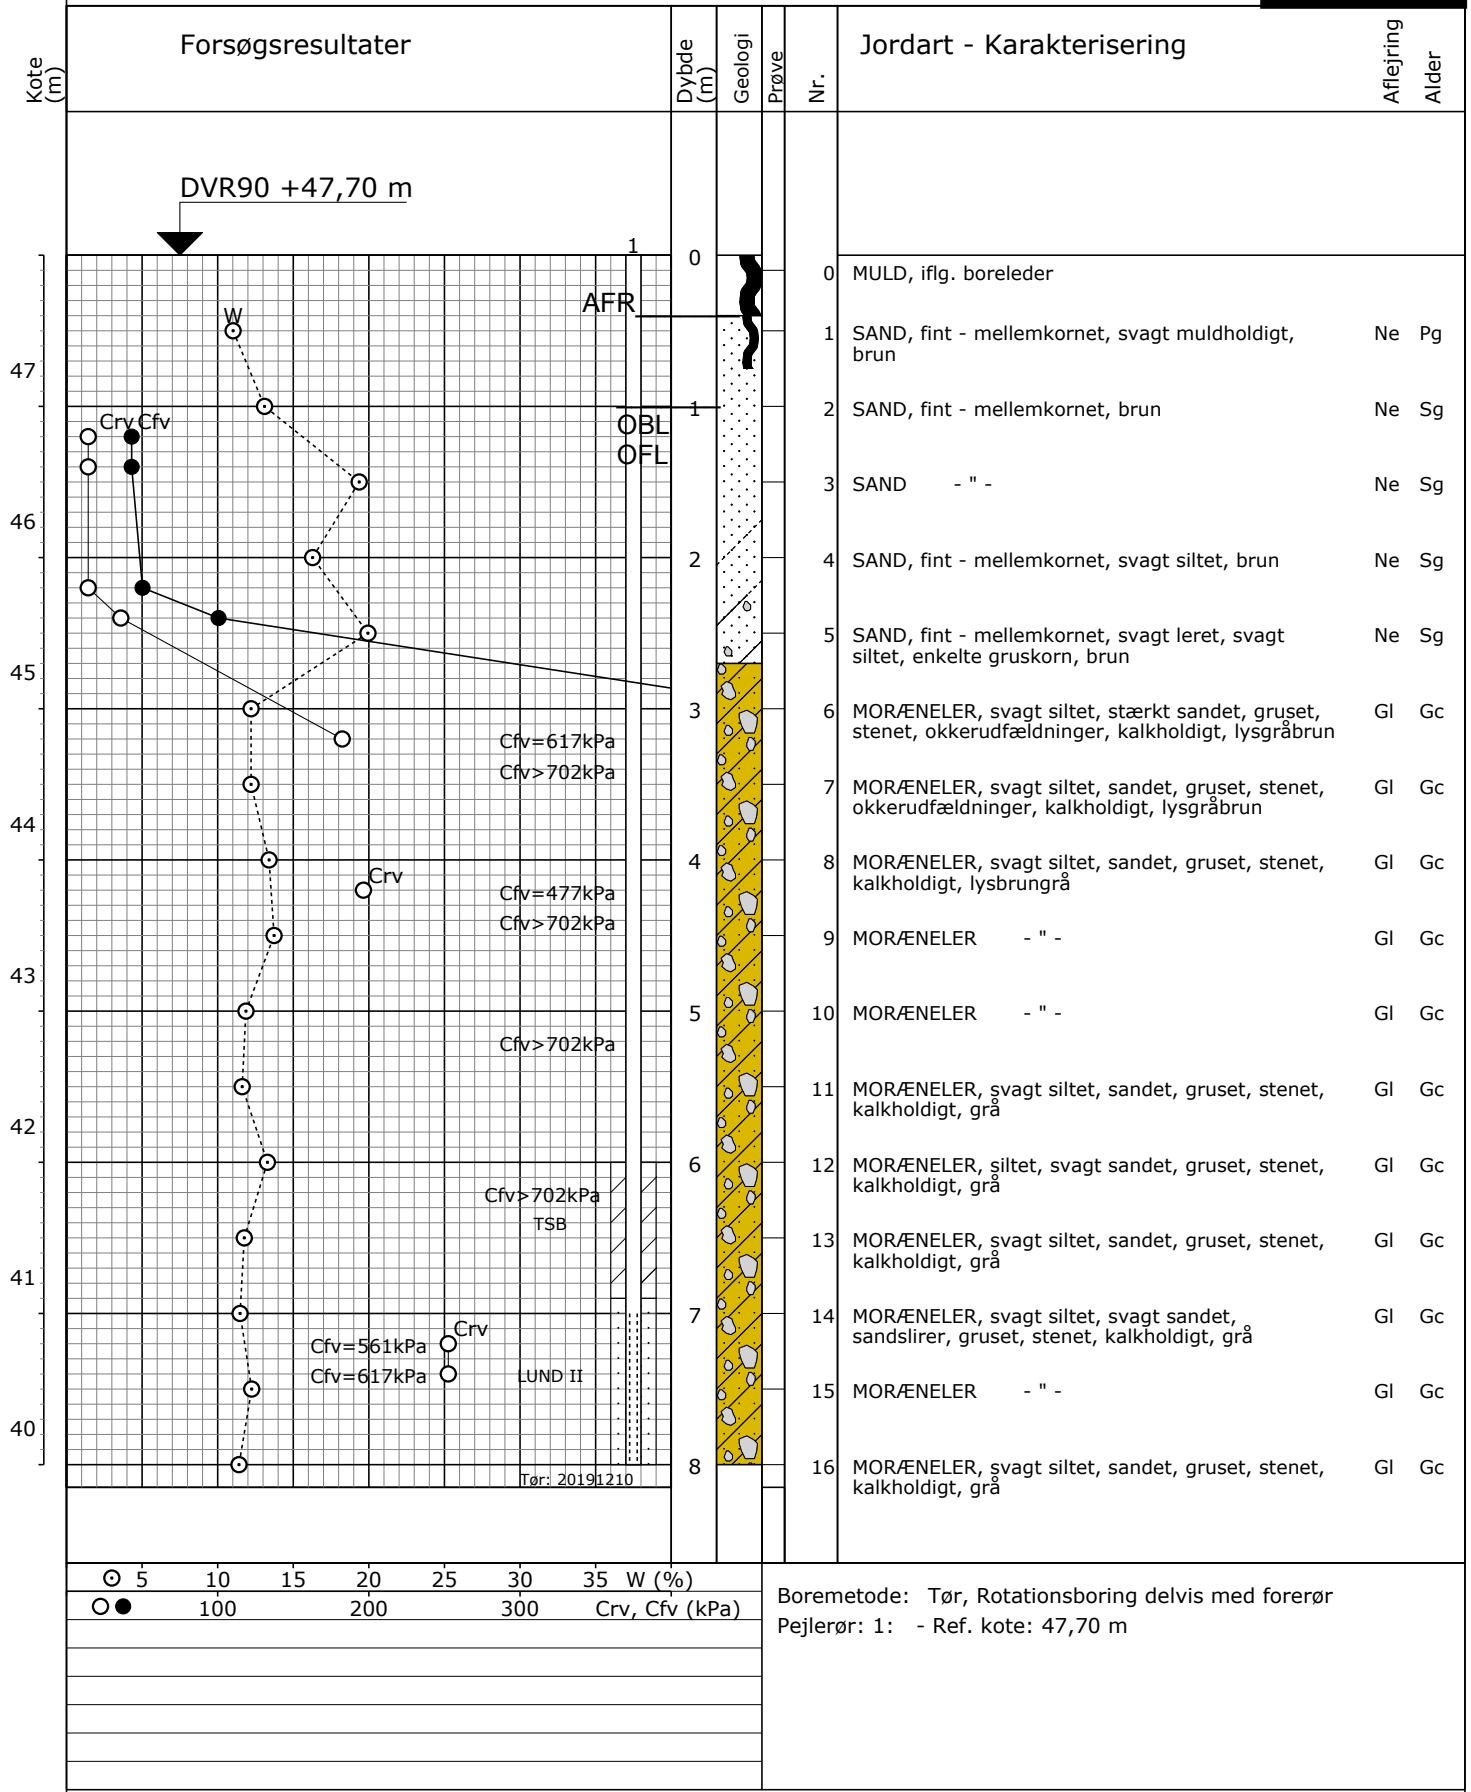 Kote (m)
Forsøgsresultater
Dybde (m)
Geologi
Prøve
Nr.
Jordart - Karakterisering
Aflejring
Alder
DVR90 +47,70 m
1
0
0 MULD, iflg. boreleder
AFR
W
1 SAND, fint - mellemkornet, svagt muldholdigt, Ne Pg
brun
47
1
2 SAND, fint - mellemkornet, brun Ne Sg
Crv Cfv
OBL
OFL
3 SAND - " - Ne Sg
46
2
4 SAND, fint - mellemkornet, svagt siltet, brun Ne Sg
5 SAND, fint - mellemkornet, svagt leret, svagt Ne Sg
siltet, enkelte gruskorn, brun
45
3
6 MORÆNELER, svagt siltet, stærkt sandet, gruset, Gl Gc
stenet, okkerudfældninger, kalkholdigt, lysgråbrun
Cfv=617kPa
Cfv>702kPa
7 MORÆNELER, svagt siltet, sandet, gruset, stenet, Gl Gc
okkerudfældninger, kalkholdigt, lysgråbrun
44
4
8 MORÆNELER, svagt siltet, sandet, gruset, stenet, Gl Gc
kalkholdigt, lysbrungrå
Crv
Cfv=477kPa
Cfv>702kPa
9 MORÆNELER - " - Gl Gc
43
5
10 MORÆNELER - " - Gl Gc
Cfv>702kPa
11 MORÆNELER, svagt siltet, sandet, gruset, stenet, Gl Gc
kalkholdigt, grå
42
6
12 MORÆNELER, siltet, svagt sandet, gruset, stenet, Gl Gc
kalkholdigt, grå
Cfv>702kPa
TSB
13 MORÆNELER, svagt siltet, sandet, gruset, stenet, Gl Gc
kalkholdigt, grå
41
7
14 MORÆNELER, svagt siltet, svagt sandet, Gl Gc
sandslirer, gruset, stenet, kalkholdigt, grå
Crv
Cfv=561kPa
Cfv=617kPa
LUND II
15 MORÆNELER - " - Gl Gc
40
8
16 MORÆNELER, svagt siltet, sandet, gruset, stenet, Gl Gc
kalkholdigt, grå
Tør: 20191210
5 10 15 20 25 30 35 W (%)
100 200 300 Crv, Cfv (kPa)
Boremetode: Tør, Rotationsboring delvis med forerør
Pejlerør: 1: - Ref. kote: 47,70 m